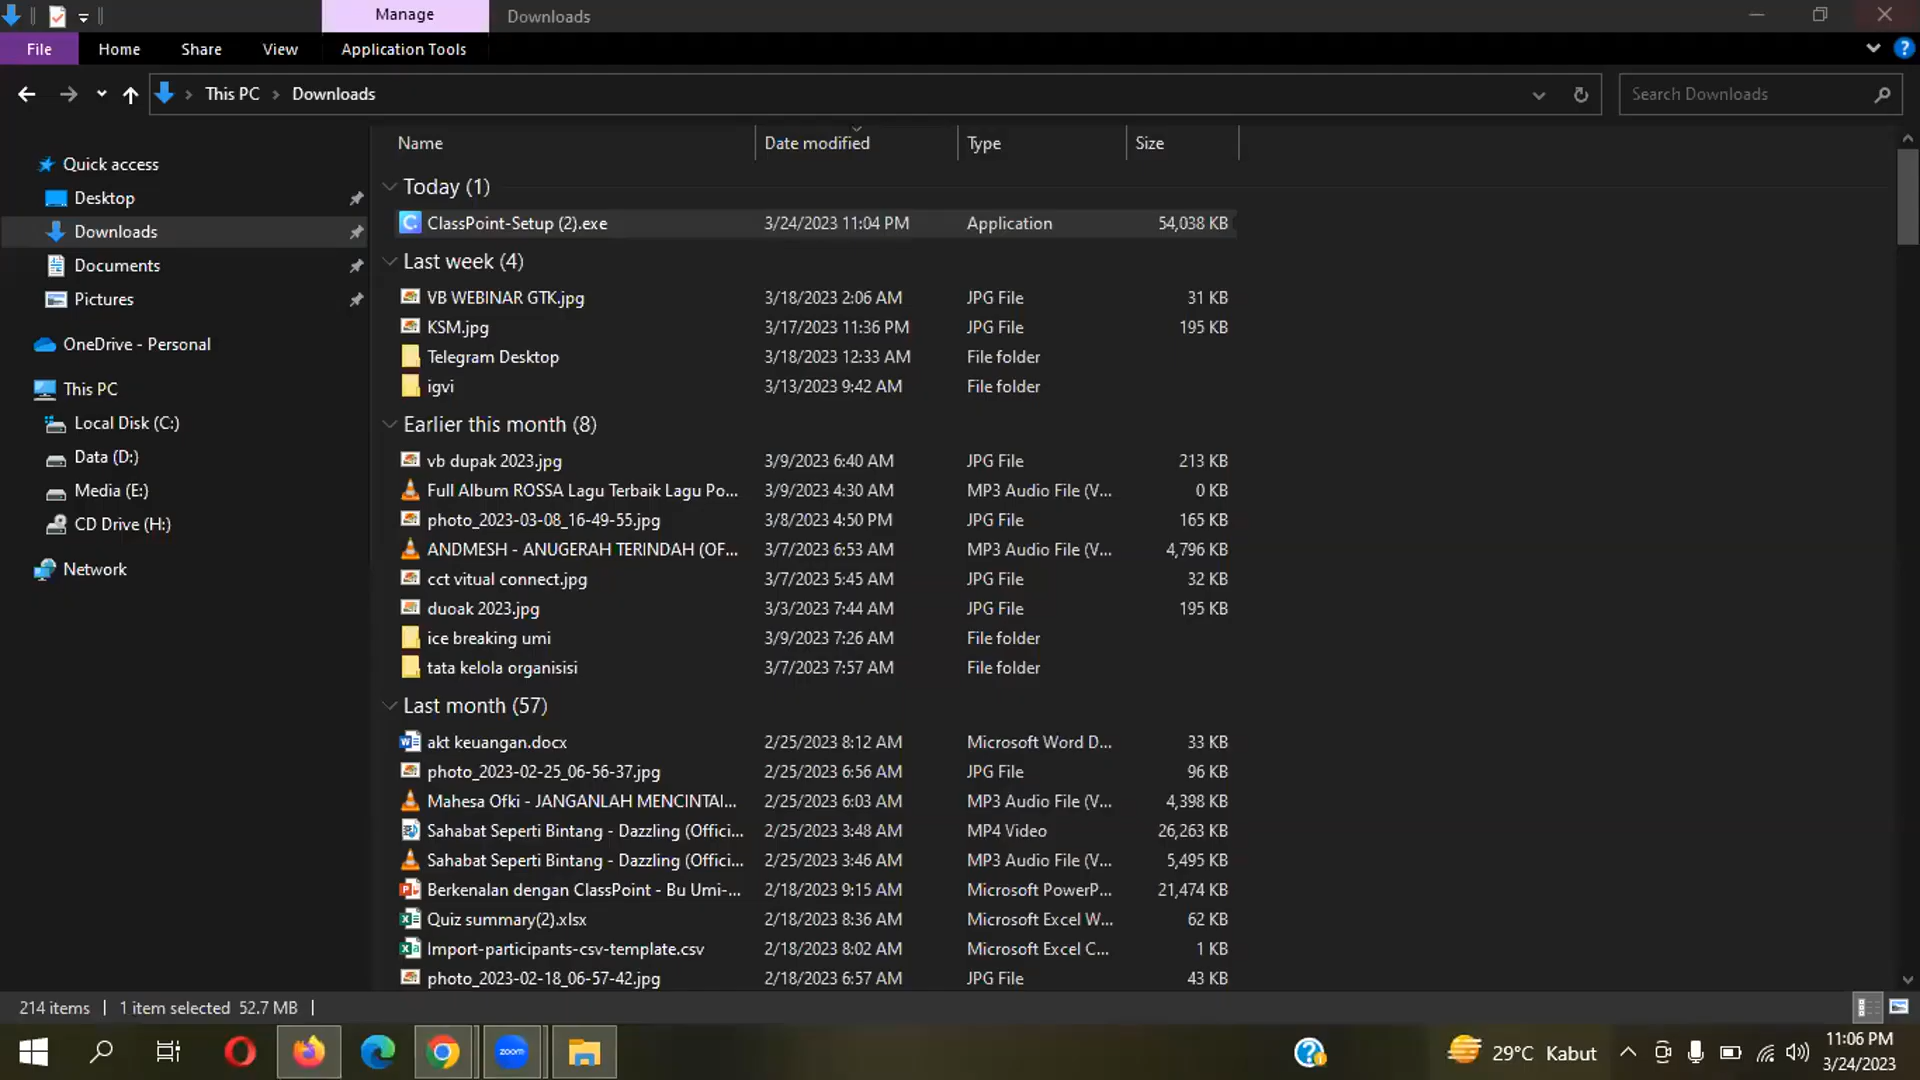 Manage
Downloads
File
Home
Share
View
Application Tools
This PC
Downloads
Search Downloads
Quick access
Desktop
Downloads
Documents
Pictures
OneDrive - Personal
This PC
Local Disk (C:)
Data (D:)
Media (E:)
CD Drive (H:)
Network
Name Date modified Type Size
Today (1)
ClassPoint-Setup (2).exe 3/24/2023 11:04 PM Application 54,038 KB
Last week (4)
VB WEBINAR GTK.jpg 3/18/2023 2:06 AM JPG File 31 KB
KSM.jpg 3/17/2023 11:36 PM JPG File 195 KB
Telegram Desktop 3/18/2023 12:33 AM File folder
igvi 3/13/2023 9:42 AM File folder
Earlier this month (8)
vb dupak 2023.jpg 3/9/2023 6:40 AM JPG File 213 KB
Full Album ROSSA Lagu Terbaik Lagu Po... 3/9/2023 4:30 AM MP3 Audio File (V... 0 KB
photo_2023-03-08_16-49-55.jpg 3/8/2023 4:50 PM JPG File 165 KB
ANDMESH - ANUGERAH TERINDAH (OF... 3/7/2023 6:53 AM MP3 Audio File (V... 4,796 KB
cct vitual connect.jpg 3/7/2023 5:45 AM JPG File 32 KB
duoak 2023.jpg 3/3/2023 7:44 AM JPG File 195 KB
ice breaking umi 3/9/2023 7:26 AM File folder
tata kelola organisisi 3/7/2023 7:57 AM File folder
Last month (57)
akt keuangan.docx 2/25/2023 8:12 AM Microsoft Word D... 33 KB
photo_2023-02-25_06-56-37.jpg 2/25/2023 6:56 AM JPG File 96 KB
Mahesa Ofki - JANGANLAH MENCINTAI... 2/25/2023 6:03 AM MP3 Audio File (V... 4,398 KB
Sahabat Seperti Bintang - Dazzling (Offici... 2/25/2023 3:48 AM MP4 Video 26,263 KB
Sahabat Seperti Bintang - Dazzling (Offici... 2/25/2023 3:46 AM MP3 Audio File (V... 5,495 KB
Berkenalan dengan ClassPoint - Bu Umi-... 2/18/2023 9:15 AM Microsoft PowerP... 21,474 KB
Quiz summary(2).xlsx 2/18/2023 8:36 AM Microsoft Excel W... 62 KB
Import-participants-csv-template.csv 2/18/2023 8:02 AM Microsoft Excel C... 1 KB
photo_2023-02-18_06-57-42.jpg 2/18/2023 6:57 AM JPG File 43 KB
214 items 1 item selected 52.7 MB
zoom
29°C Kabut
11:06 PM
3/24/2023